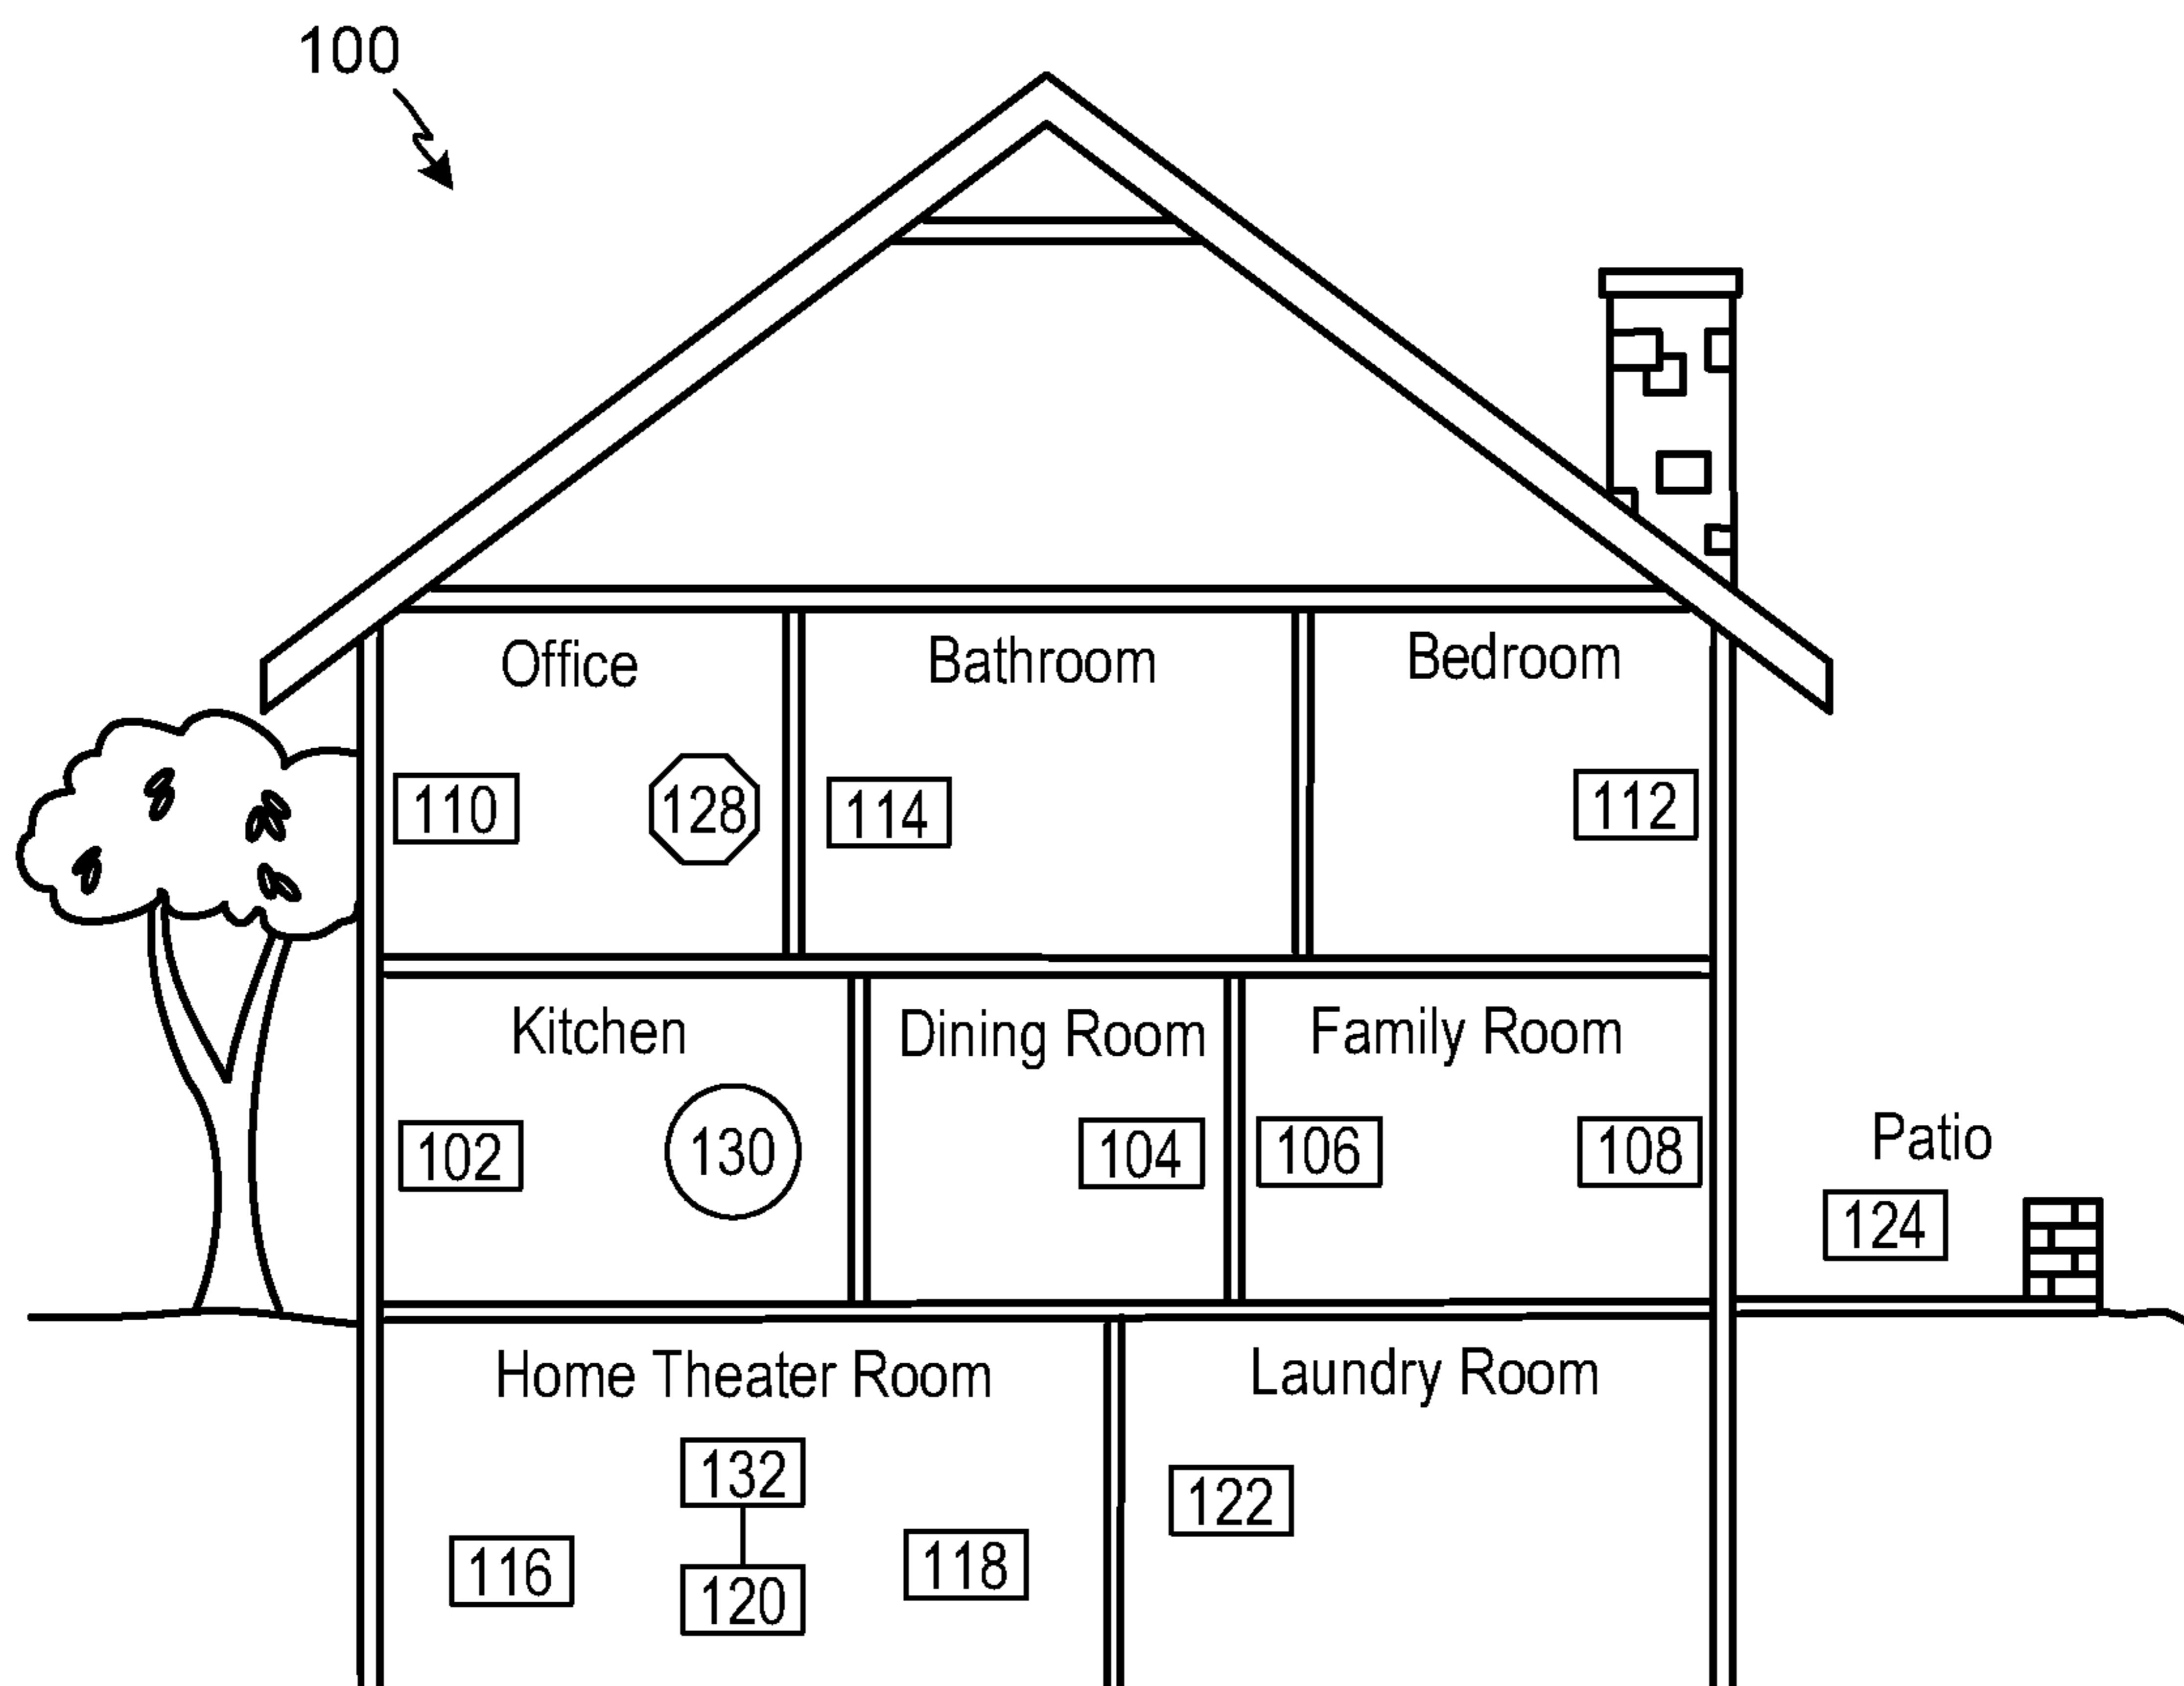 100
Office
Bathroom
Bedroom
110
128
114
112
Kitchen
Dining Room
Family Room
Patio
102
130
104
106
108
124
Home Theater Room
Laundry Room
132
122
116
118
120